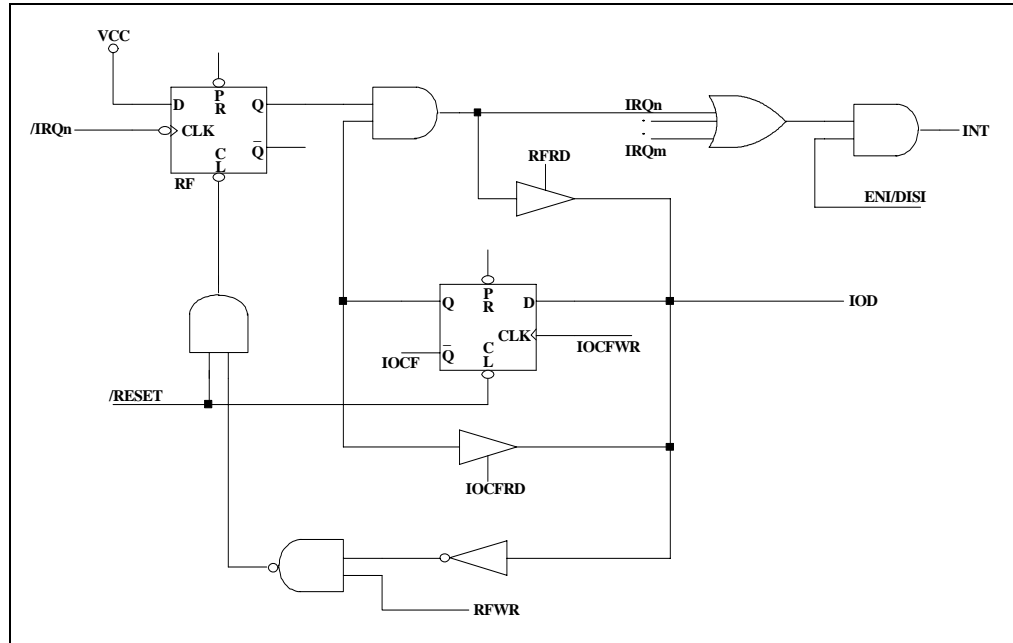 VCC
D
P
R
Q
/IRQn
CLK
C
L
Q
RF
IRQn
IRQm
INT
ENI/DISI
RFRD
Q
P
R
D
IOD
CLK
IOCFWR
IOCF
Q
C
L
/RESET
IOCFRD
RFWR